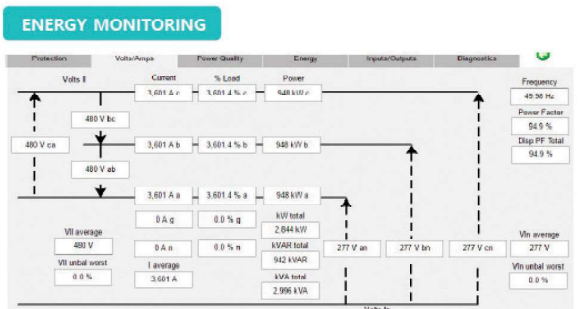 ENERGY MONITORING
Protection Volts/Amps Power Quality Energy Inputs/Outputs Diagnostics
Volts ll Current % Load Power Frequency
3,601 A c 3,601.4 % c 948 kW c 49.98 Hz
480 V bc Power Factor
94.9 %
480 V ca 3,601 A b 3,601.4 % b 948 kW b Disp PF Total
94.9 %
480 V ab
3,601 A a 3,601.4 % a 948 kW a
0 A g 0.0 % g kW total
2,844 kW
Vll average Vln average
480 V 0 A n 0.0 % n kVAR total 277 V an 277 V bn 277 V cn 277 V
942 kVAR
Vll unbal worst I average Vln unbal worst
0.0 % 3,601 A kVA total 0.0 %
2,996 kVA
Volts ln